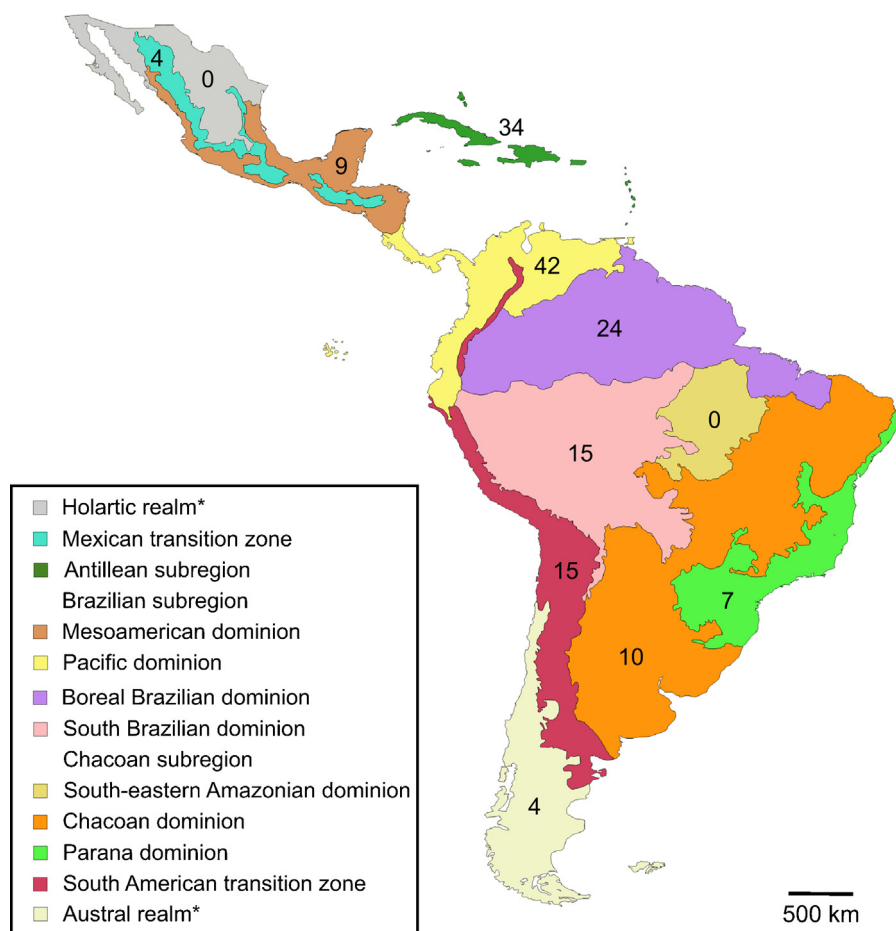 4
0
34
9
42
24
0
15
15
7
10
4
Holartic realm*
Mexican transition zone
Antillean subregion
Brazilian subregion
Mesoamerican dominion
Pacific dominion
Boreal Brazilian dominion
South Brazilian dominion
Chacoan subregion
South-eastern Amazonian dominion
Chacoan dominion
Parana dominion
South American transition zone
Austral realm*
500 km